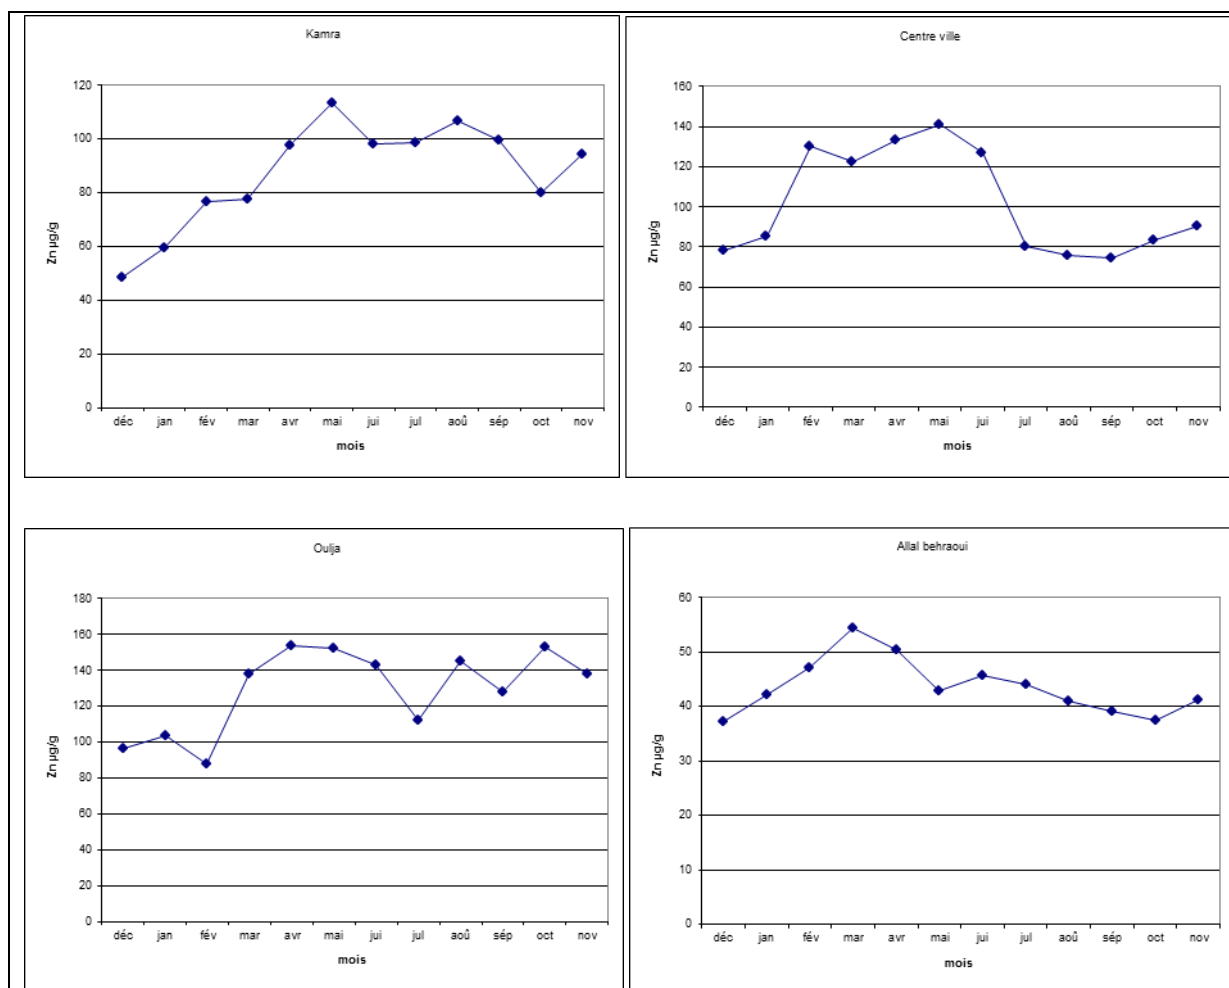 Kamra
Zn µg/g
120
100
80
60
40
20
0
déc jan fév mar avr mai jui jul aoû sép oct nov
mois
Centre ville
Zn µg/g
160
140
120
100
80
60
40
20
0
déc jan fév mar avr mai jui jul aoû sép oct nov
mois
Oulja
Zn µg/g
180
160
140
120
100
80
60
40
20
0
déc jan fév mar avr mai jui jul aoû sép oct nov
mois
Allal behraoui
Zn µg/g
60
50
40
30
20
10
0
déc jan fév mar avr mai jui jul aoû sép oct nov
mois